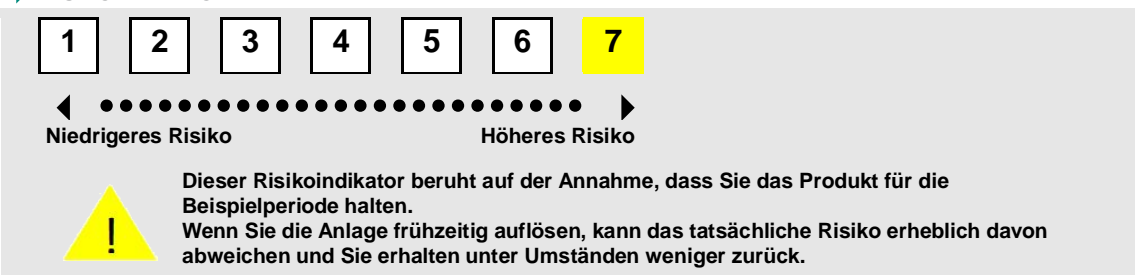 1 2 3 4 5 6 7
Niedrigeres Risiko Höheres Risiko
Dieser Risikoindikator beruht auf der Annahme, dass Sie das Produkt für die
Beispielperiode halten.
Wenn Sie die Anlage frühzeitig auflösen, kann das tatsächliche Risiko erheblich davon
abweichen und Sie erhalten unter Umständen weniger zurück.
!